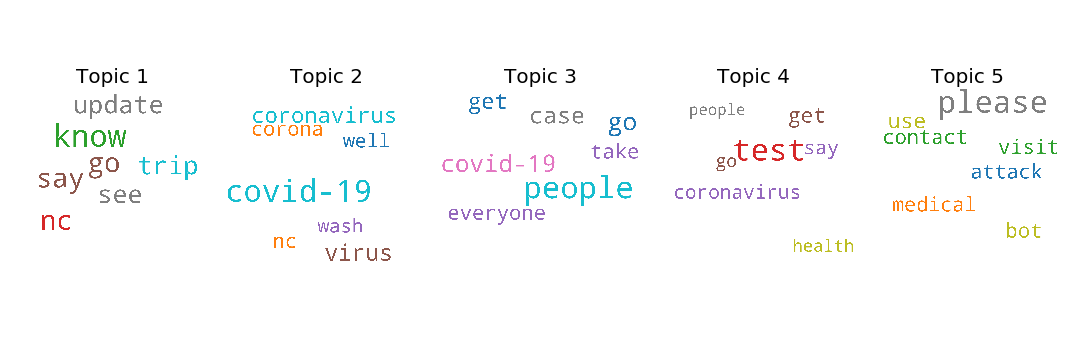 Topic 1
update
know
go
trip
say
see
nc
Topic 2
coronavirus
corona
well
covid-19
wash
nc
virus
Topic 3
get
case
go
take
covid-19
people
everyone
Topic 4
people
get
test
say
go
coronavirus
health
Topic 5
please
use
contact
visit
attack
medical
bot